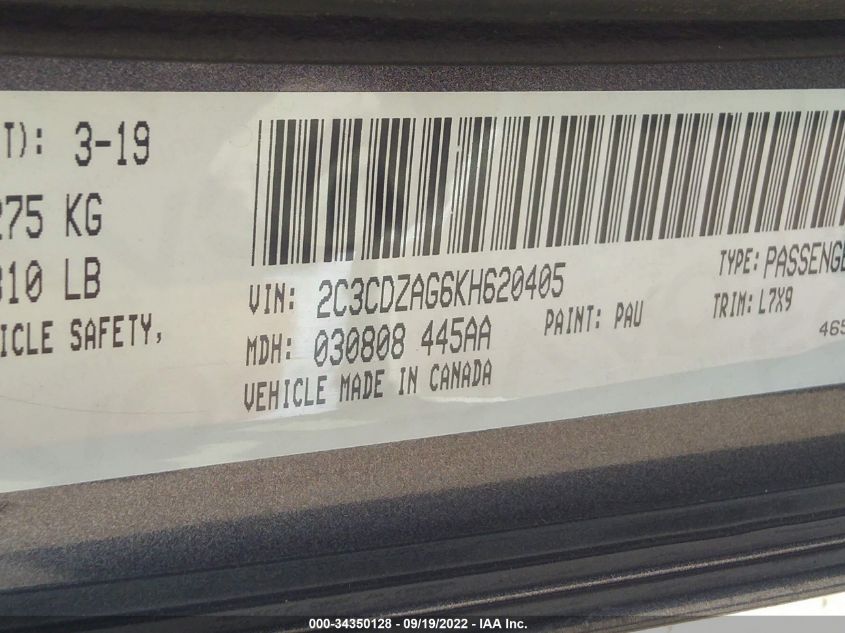 T): 3-19
275 KG
310 LB
ICLE SAFETY,
VIN: 2C3CDZAG6KH620405
TYPE: PASSENGE
MDH: 030808 445AA
PAINT: PAU
TRIM: L7X9
VEHICLE MADE IN CANADA
465
000-34350128 - 09/19/2022 - IAA Inc.